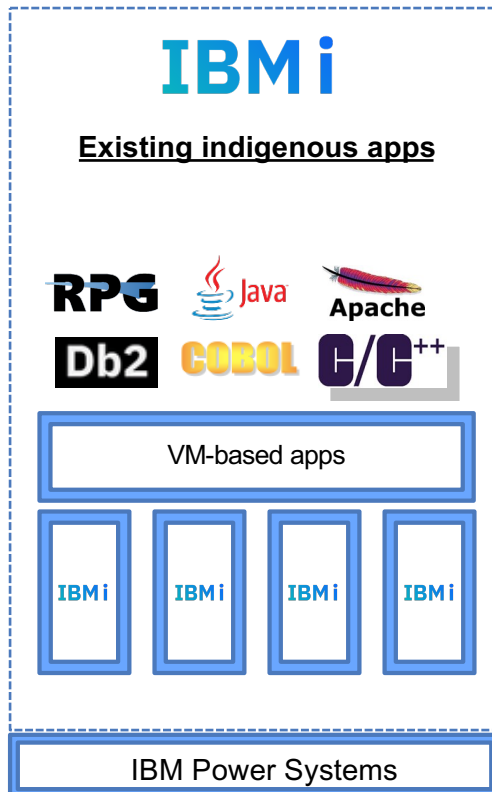 IBM i
Existing indigenous apps
RPG Java Apache
Db2 COBOL C/C++
VM-based apps
IBM i IBM i IBM i IBM i
IBM Power Systems